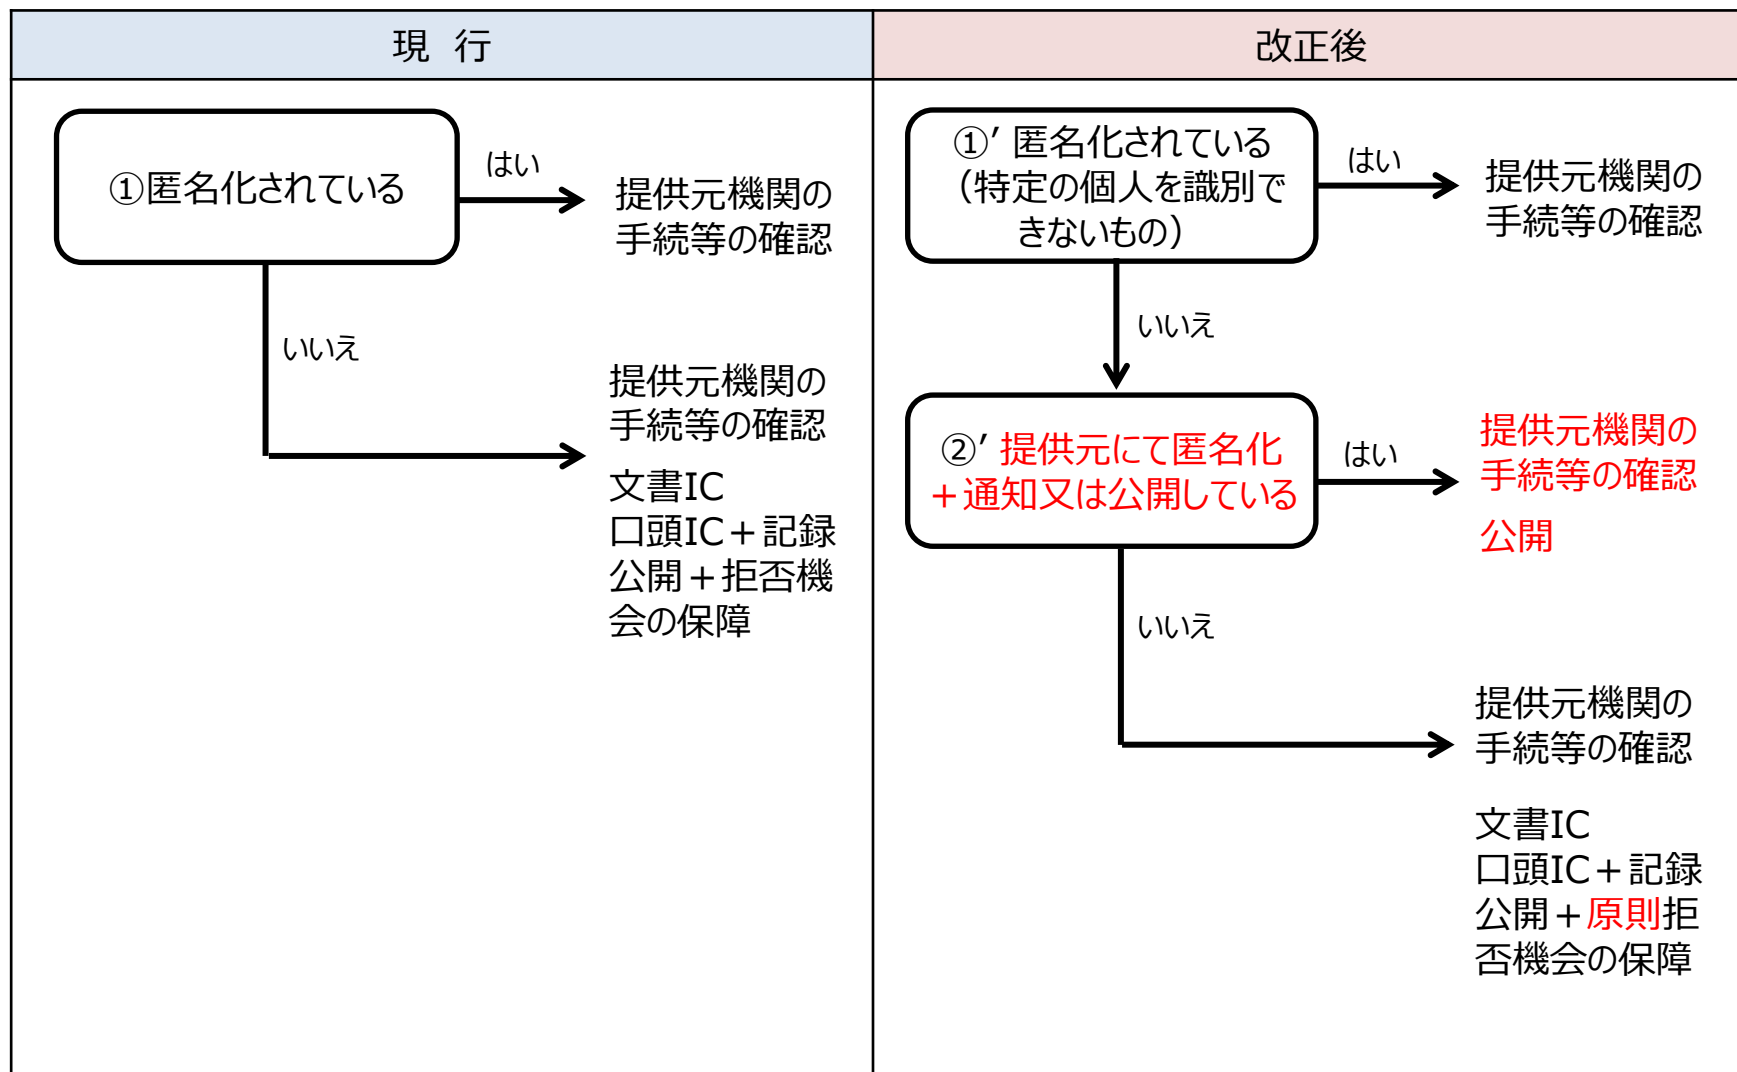 現 行
①匿名化されている
はい
提供元機関の
手続等の確認
いいえ
提供元機関の
手続等の確認
文書IC
口頭IC+記録
公開+拒否機
会の保障
改正後
①’ 匿名化されている
(特定の個人を識別で
きないもの)
はい
提供元機関の
手続等の確認
いいえ
②’ 提供元にて匿名化
+通知又は公開している
はい
提供元機関の
手続等の確認
公開
いいえ
提供元機関の
手続等の確認
文書IC
口頭IC+記録
公開+原則拒
否機会の保障